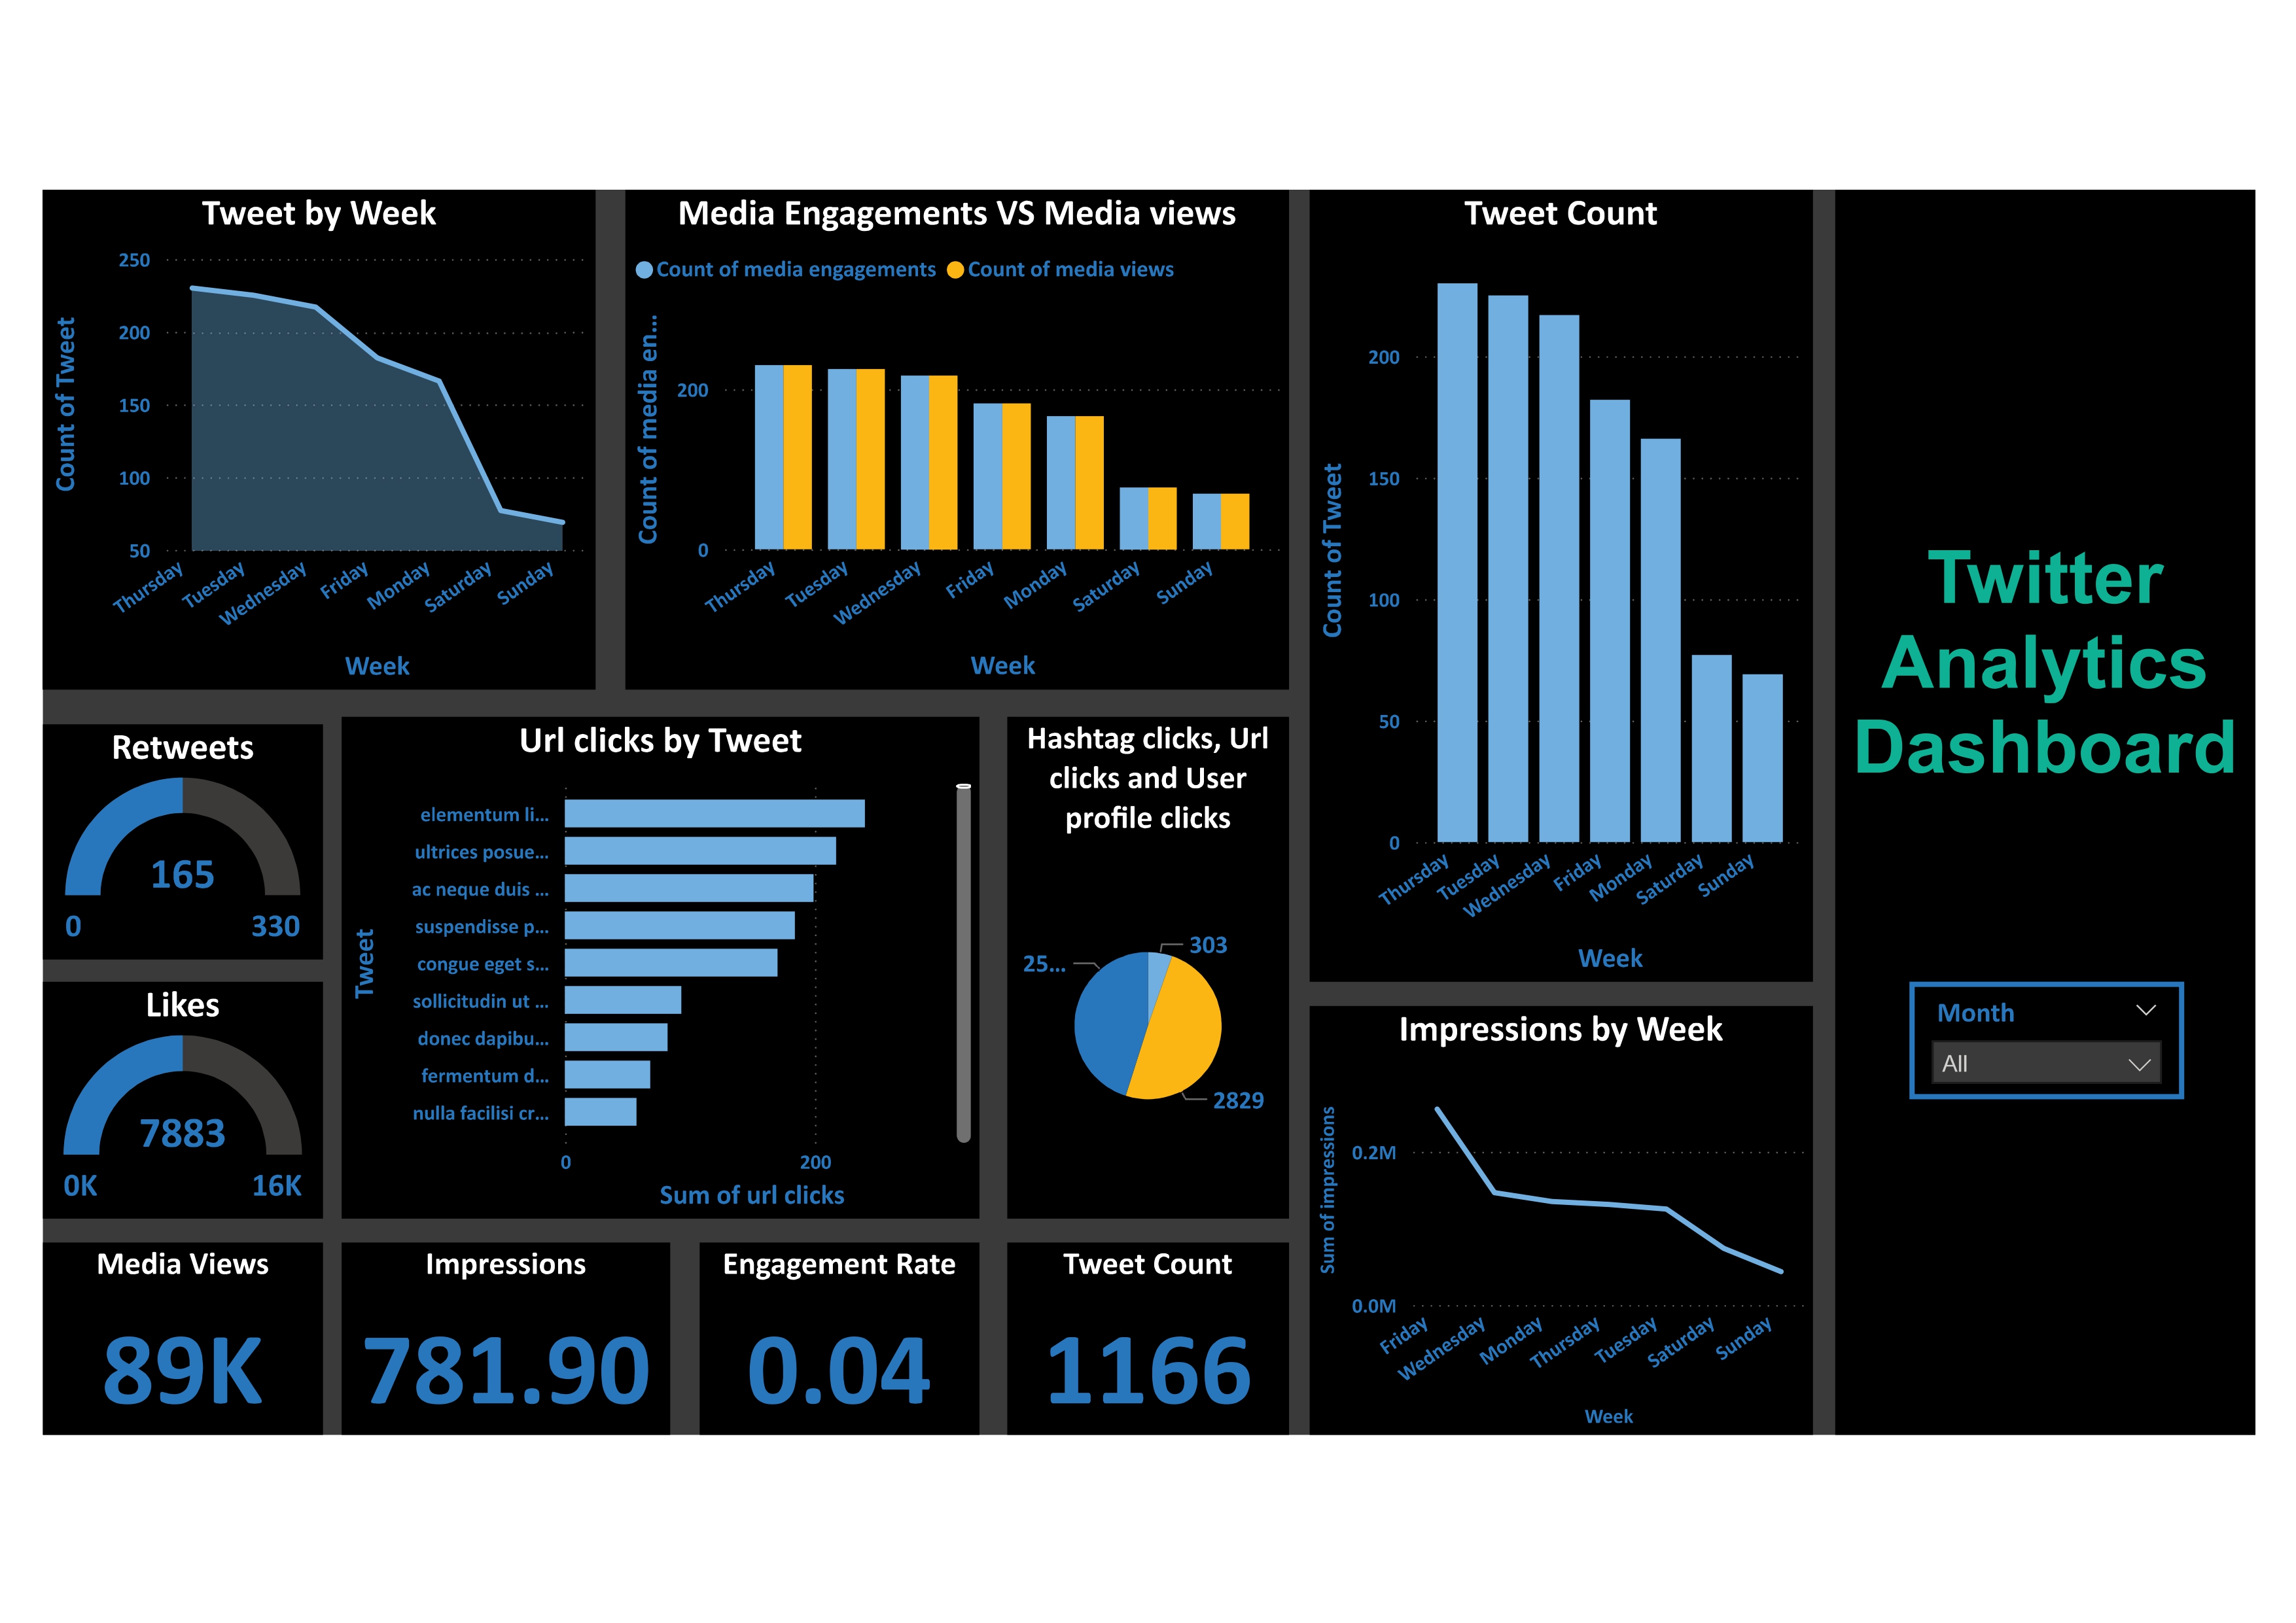 Tweet by Week
250
200
150
100
50
Count of Tweet
Thursday
Tuesday
Wednesday
Friday
Monday
Saturday
Sunday
Week
Media Engagements VS Media views
Count of media engagements
Count of media views
Count of media en...
200
0
Thursday
Tuesday
Wednesday
Friday
Monday
Saturday
Sunday
Week
Tweet Count
Count of Tweet
200
150
100
50
0
Thursday
Tuesday
Wednesday
Friday
Monday
Saturday
Sunday
Week
Twitter
Analytics
Dashboard
Month
All
Retweets
165
0
330
Likes
7883
0K
16K
Url clicks by Tweet
Tweet
elementum li...
ultrices posue...
ac neque duis ...
suspendisse p...
congue eget s...
sollicitudin ut ...
donec dapibu...
fermentum d...
nulla facilisi cr...
0
200
Sum of url clicks
Hashtag clicks, Url
clicks and User
profile clicks
303
25...
2829
Impressions by Week
Sum of impressions
0.2M
0.0M
Friday
Wednesday
Monday
Thursday
Tuesday
Saturday
Sunday
Week
Media Views
89K
Impressions
781.90
Engagement Rate
0.04
Tweet Count
1166